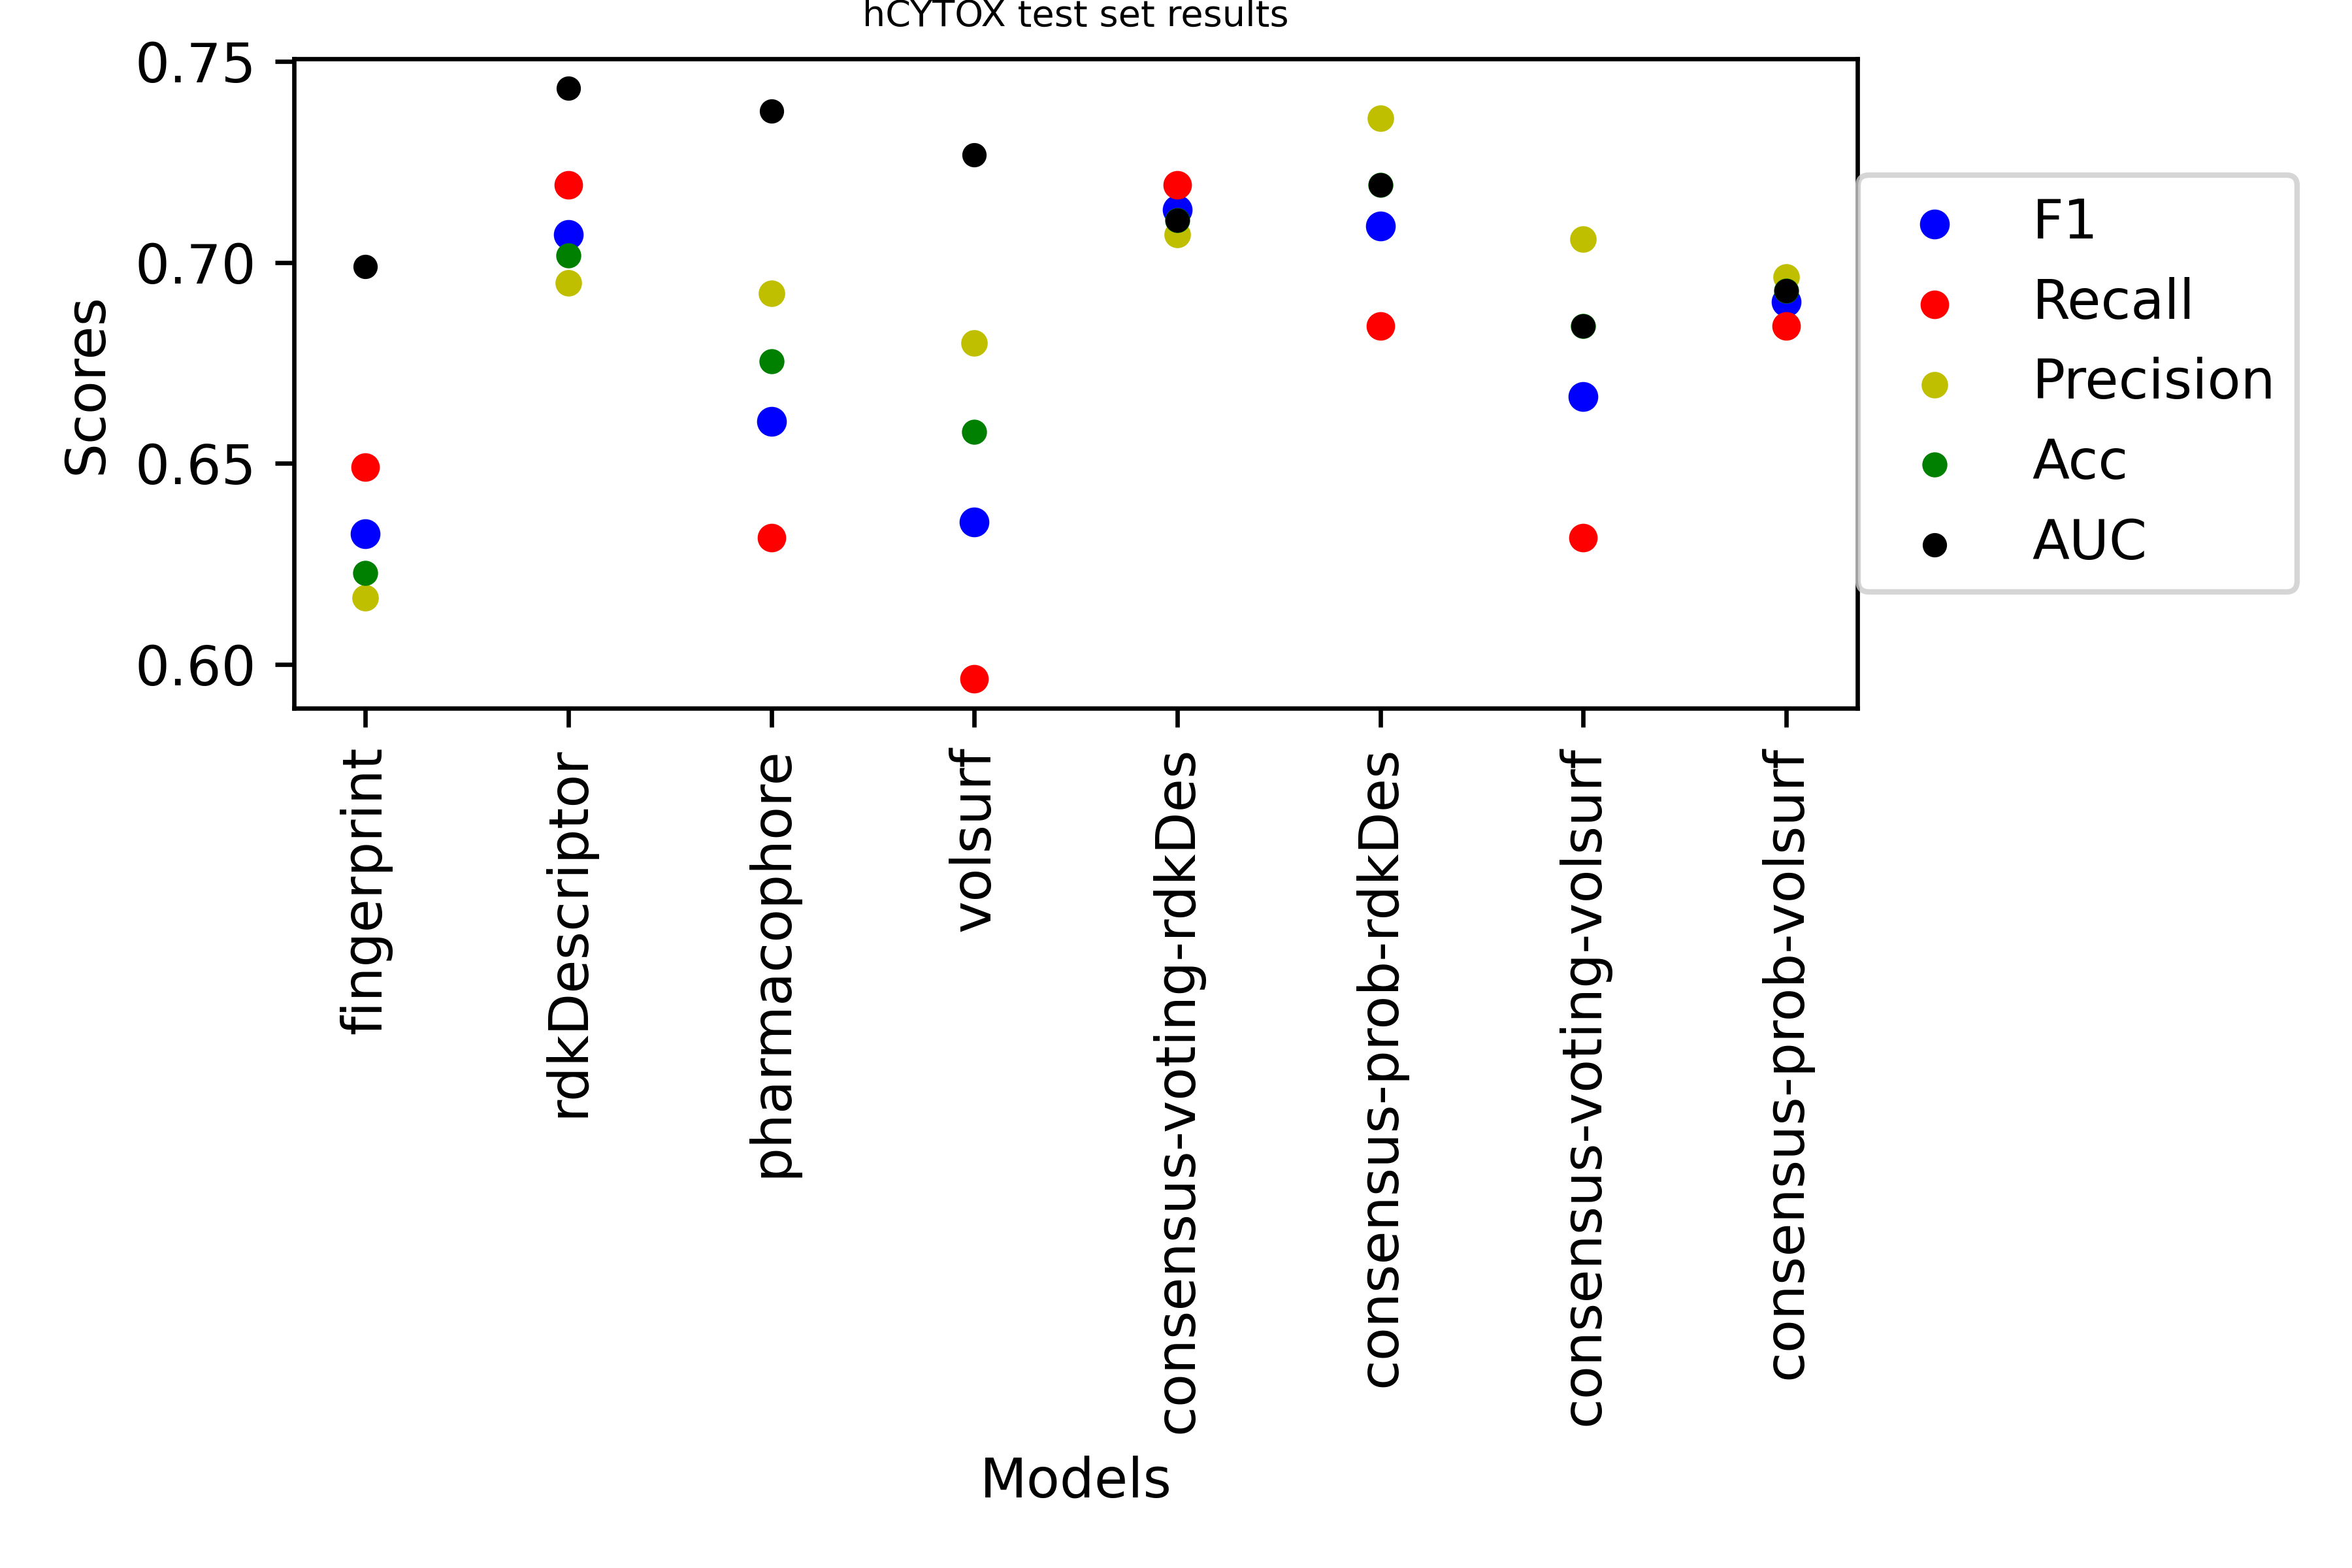 hCYTOX test set results
0.75
0.70
0.65
0.60
Scores
F1
Recall
Precision
Acc
AUC
fingerprint
rdkDescriptor
pharmacophore
volsurf
consensus-voting-rdkDes
consensus-prob-rdkDes
consensus-voting-volsurf
consensus-prob-volsurf
Models